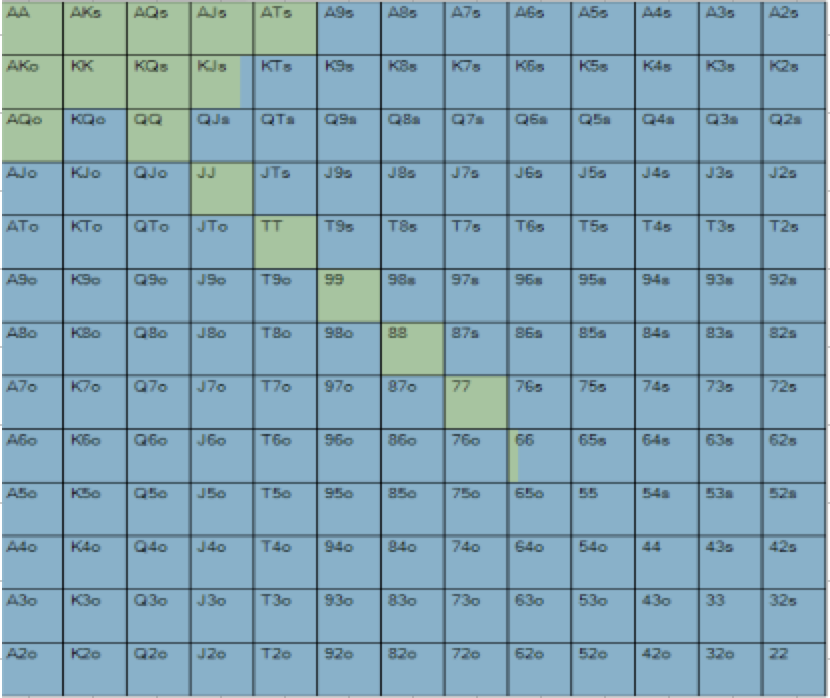 AA AKs AQs AJs ATs A9s A8s A7s A6s A5s A4s A3s A2s
AKo KK KQs KJs KTs K9s K8s K7s K6s K5s K4s K3s K2s
AQo KQo QQ QJs QTs Q9s Q8s Q7s Q6s Q5s Q4s Q3s Q2s
AJo KJo QJo JJ JTs J9s J8s J7s J6s J5s J4s J3s J2s
ATo KTo QTo JTo TT T9s T8s T7s T6s T5s T4s T3s T2s
A9o K9o Q9o J9o T9o 99 98s 97s 96s 95s 94s 93s 92s
A8o K8o Q8o J8o T8o 98o 88 87s 86s 85s 84s 83s 82s
A7o K7o Q7o J7o T7o 97o 87o 77 76s 75s 74s 73s 72s
A6o K6o Q6o J6o T6o 96o 86o 76o 66 65s 64s 63s 62s
A5o K5o Q5o J5o T5o 95o 85o 75o 65o 55 54s 53s 52s
A4o K4o Q4o J4o T4o 94o 84o 74o 64o 54o 44 43s 42s
A3o K3o Q3o J3o T3o 93o 83o 73o 63o 53o 43o 33 32s
A2o K2o Q2o J2o T2o 92o 82o 72o 62o 52o 42o 32o 22